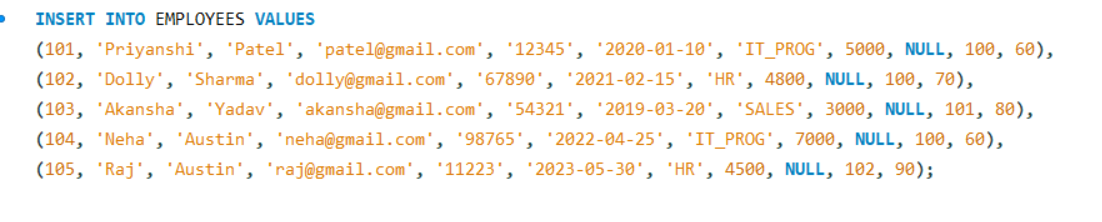 INSERT INTO EMPLOYEES VALUES
(101, 'Priyanshi', 'Patel', 'patel@gmail.com', '12345', '2020-01-10', 'IT_PROG', 5000, NULL, 100, 60),
(102, 'Dolly', 'Sharma', 'dolly@gmail.com', '67890', '2021-02-15', 'HR', 4800, NULL, 100, 70),
(103, 'Akansha', 'Yadav', 'akansha@gmail.com', '54321', '2019-03-20', 'SALES', 3000, NULL, 101, 80),
(104, 'Neha', 'Austin', 'neha@gmail.com', '98765', '2022-04-25', 'IT_PROG', 7000, NULL, 100, 60),
(105, 'Raj', 'Austin', 'raj@gmail.com', '11223', '2023-05-30', 'HR', 4500, NULL, 102, 90);